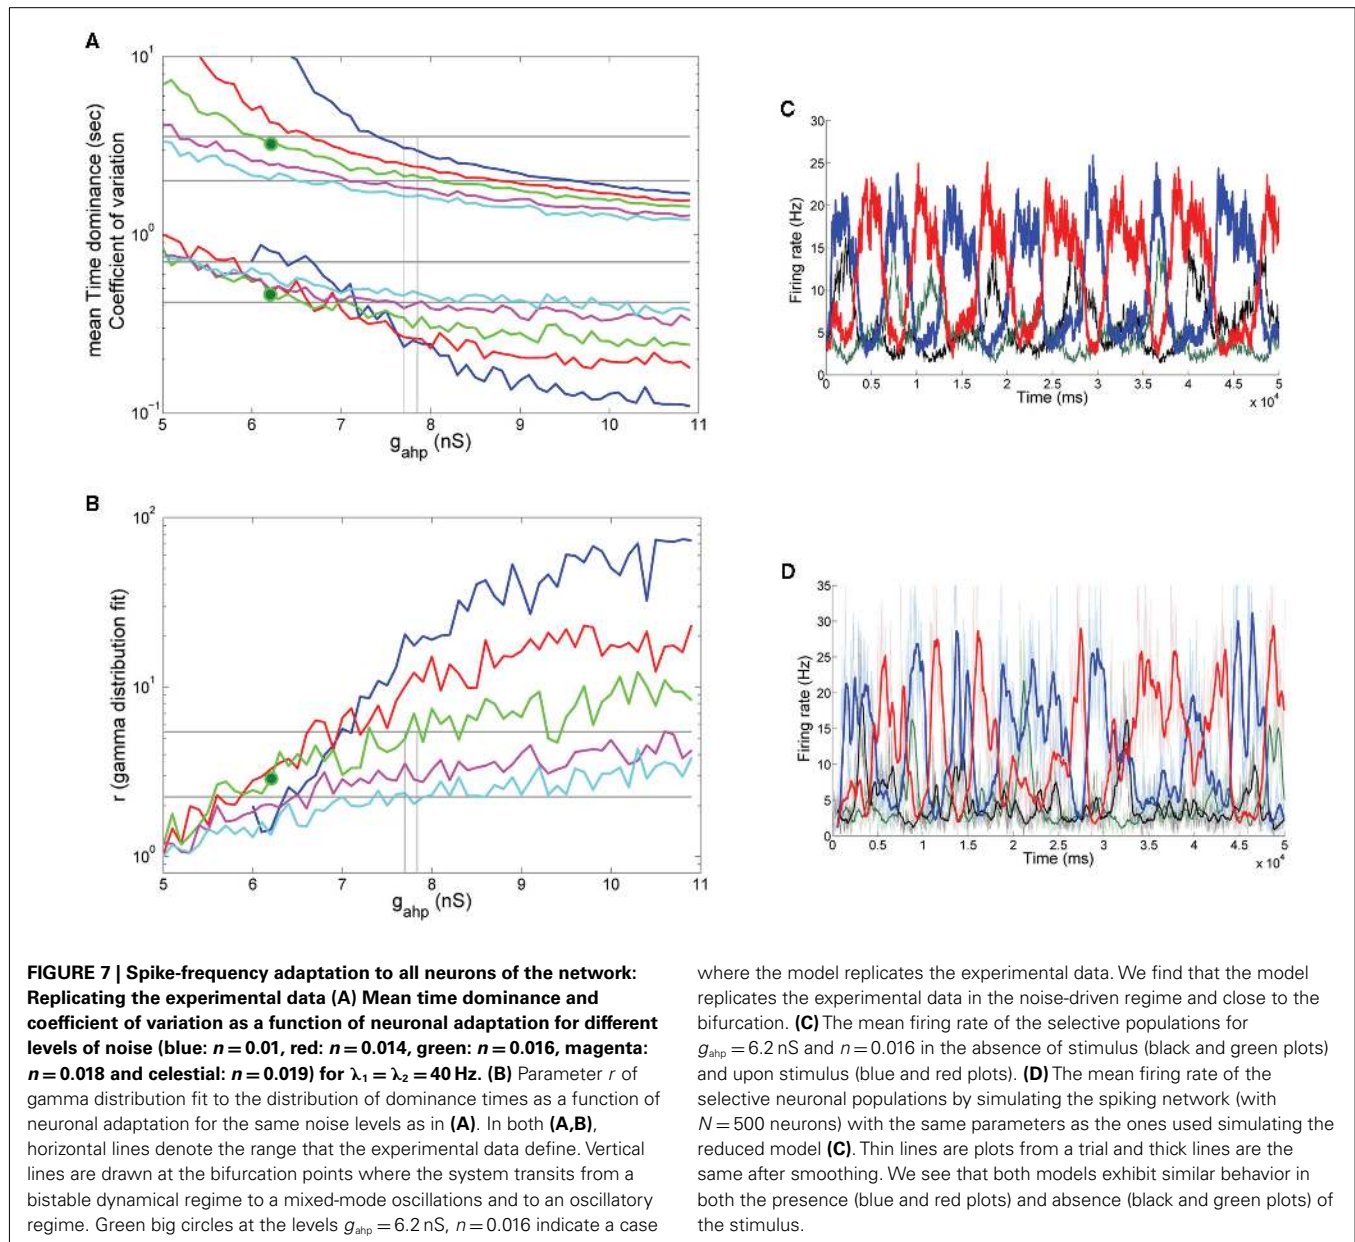 A
10^1
10^0
10^-1
mean Time dominance (sec)
Coefficient of variation
5 6 7 8 9 10 11
g_ahp (nS)
B
10^2
10^1
10^0
r (gamma distribution fit)
5 6 7 8 9 10 11
g_ahp (nS)
C
30
25
20
15
10
5
0
Firing rate (Hz)
0 0.5 1 1.5 2 2.5 3 3.5 4 4.5 5
Time (ms)
x 10^4
D
35
30
25
20
15
10
5
0
Firing rate (Hz)
0 0.5 1 1.5 2 2.5 3 3.5 4 4.5 5
Time (ms)
x 10^4
FIGURE 7 | Spike-frequency adaptation to all neurons of the network:
Replicating the experimental data (A) Mean time dominance and
coefficient of variation as a function of neuronal adaptation for different
levels of noise (blue: n = 0.01, red: n = 0.014, green: n = 0.016, magenta:
n = 0.018 and celestial: n = 0.019) for λ₁ = λ₂ = 40 Hz. (B) Parameter r of
gamma distribution fit to the distribution of dominance times as a function of
neuronal adaptation for the same noise levels as in (A). In both (A,B),
horizontal lines denote the range that the experimental data define. Vertical
lines are drawn at the bifurcation points where the system transits from a
bistable dynamical regime to a mixed-mode oscillations and to an oscillatory
regime. Green big circles at the levels g_ahp = 6.2 nS, n = 0.016 indicate a case
where the model replicates the experimental data. We find that the model
replicates the experimental data in the noise-driven regime and close to the
bifurcation. (C) The mean firing rate of the selective populations for
g_ahp = 6.2 nS and n = 0.016 in the absence of stimulus (black and green plots)
and upon stimulus (blue and red plots). (D) The mean firing rate of the
selective neuronal populations by simulating the spiking network (with
N = 500 neurons) with the same parameters as the ones used simulating the
reduced model (C). Thin lines are plots from a trial and thick lines are the
same after smoothing. We see that both models exhibit similar behavior in
both the presence (blue and red plots) and absence (black and green plots) of
the stimulus.